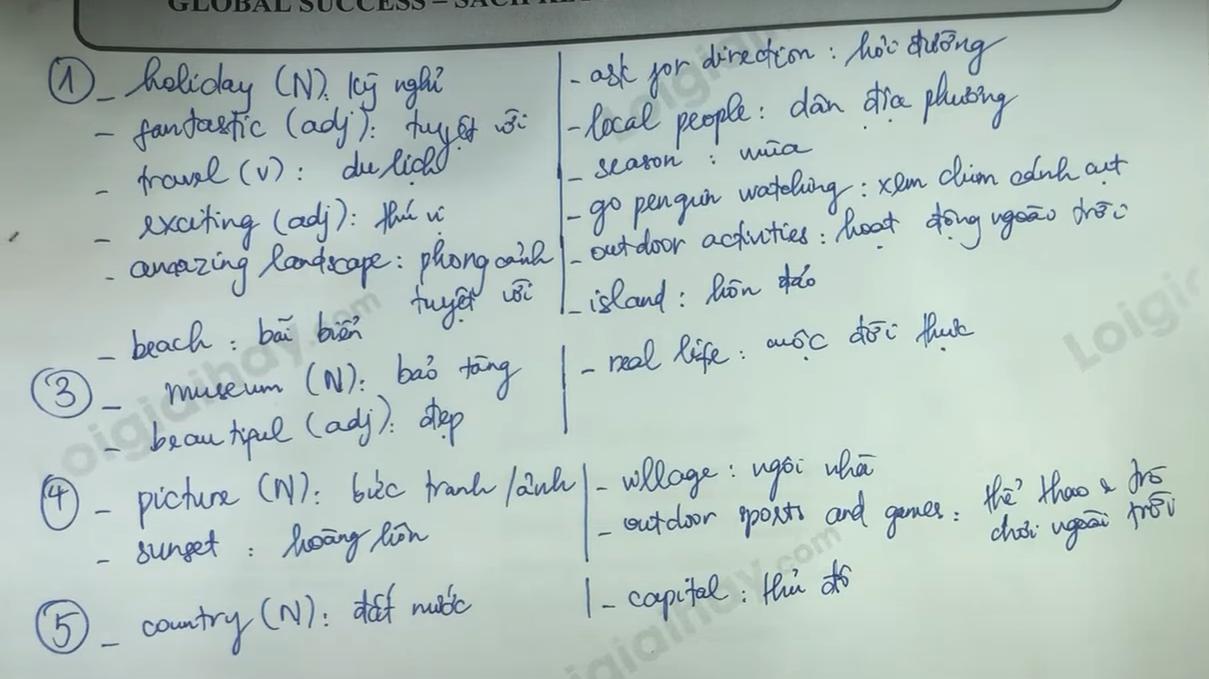 GLOBAL SUCCESS – SÁCH
① - holiday (N): kỳ nghỉ
- fantastic (adj): tuyệt vời
- travel (v): du lịch
- exciting (adj): thú vị
- amazing landscape: phong cảnh
tuyệt vời
- beach: bãi biển
- ask for direction: hỏi đường
- local people: dân địa phương
- season: mùa
- go penguin watching: xem chim cánh cụt
- outdoor activities: hoạt động ngoài trời
- island: hòn đảo
③ - museum (N): bảo tàng
- beautiful (adj): đẹp
- real life: cuộc đời thực
④ - picture (N): bức tranh/ảnh
- sunset: hoàng hôn
- village: ngôi nhà
- outdoor sports and games: thể thao & trò
chơi ngoài trời
⑤ - country (N): đất nước
- capital: thủ đô
Loigiaihay.com
Loigiaihay.com